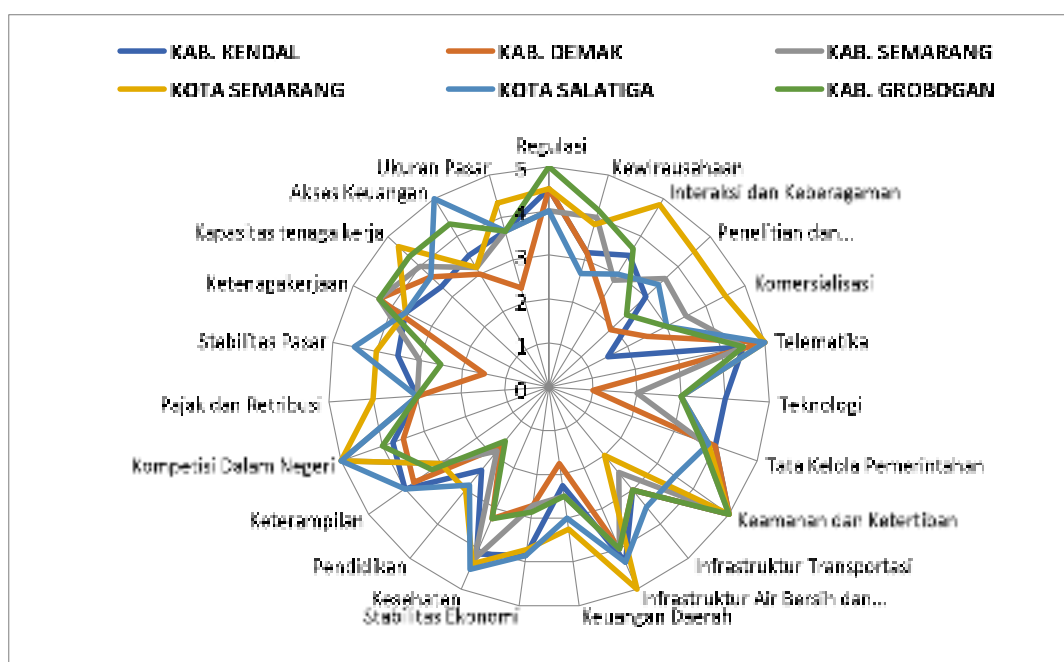 KAB. KENDAL
KAB. DEMAK
KAB. SEMARANG
KOTA SEMARANG
KOTA SALATIGA
KAB. GROBOGAN
Regulasi
Kewirausahaan
Interaksi dan Keberagaman
Penelitian dan...
Komersialisasi
Telematika
Teknologi
Tata Kelola Pemerintahan
Keamanan dan Ketertiban
Infrastruktur Transportasi
Infrastruktur Air Bersih dan...
Keuangan Daerah
Stabilitas Ekonomi
Kesehatan
Pendidikan
Keterampilan
Kompetisi Dalam Negeri
Pajak dan Retribusi
Stabilitas Pasar
Ketenagakerjaan
Kapasitas tenaga kerja
Akses Keuangan
Ukuran Pasar
5
4
3
2
1
0